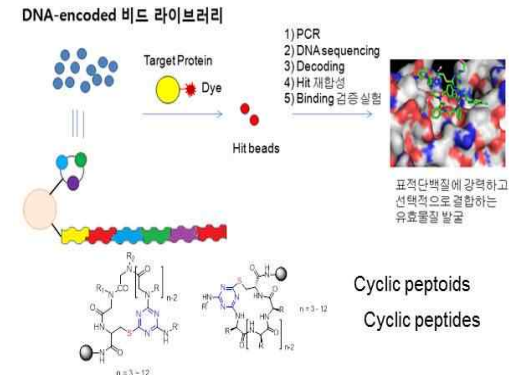 DNA-encoded 비드 라이브러리
Target Protein
Dye
Hit beads
1) PCR
2) DNA sequencing
3) Decoding
4) Hit 재합성
5) Binding 검증 실험
표적단백질에 강력하고
선택적으로 결합하는
유효물질 발굴
Cyclic peptoids
Cyclic peptides
n = 3 ~ 12
n = 3 - 12
n-2
n-2